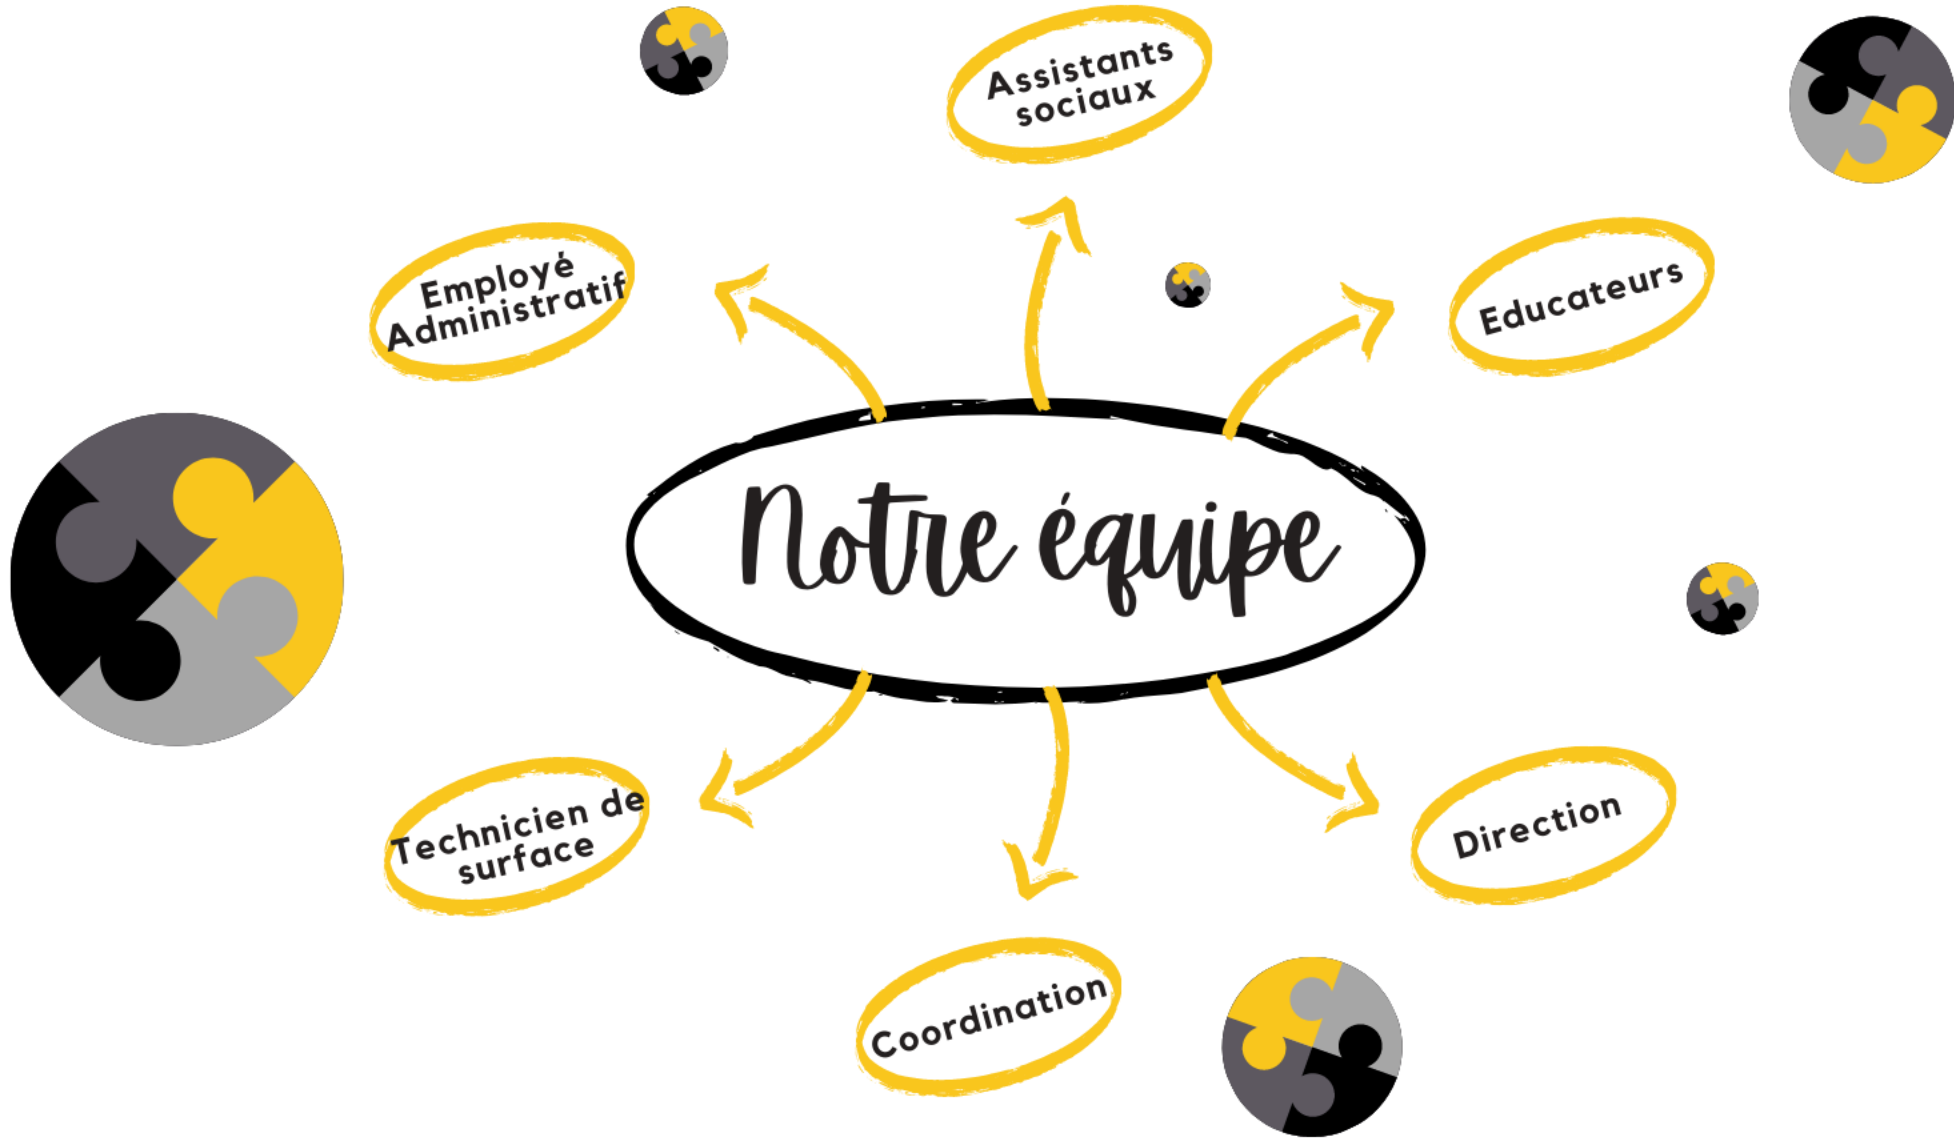 Assistants
sociaux
Employé
Administratif
Educateurs
Notre équipe
Technicien de
surface
Direction
Coordination